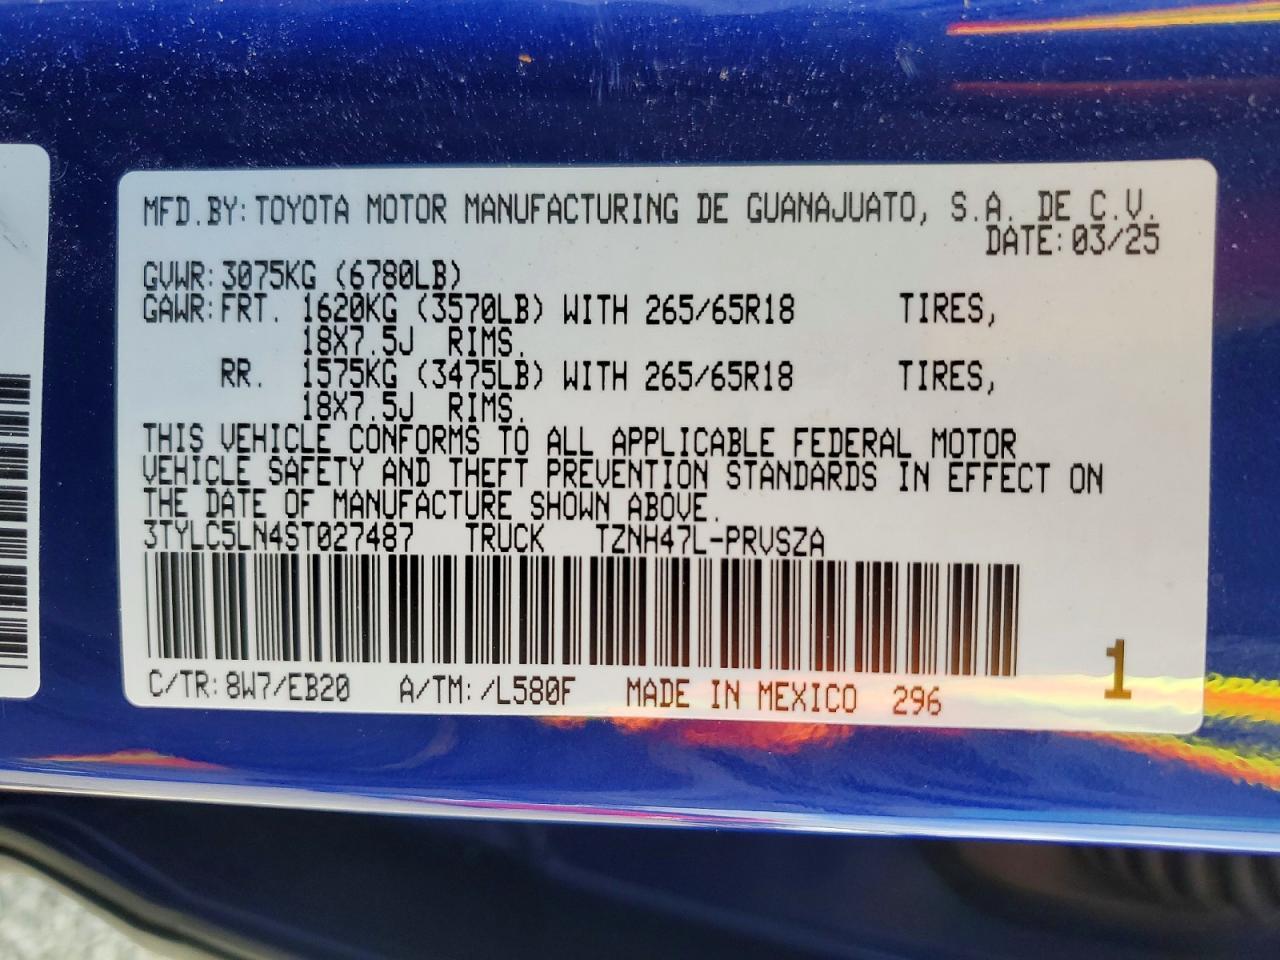 MFD.BY:TOYOTA MOTOR MANUFACTURING DE GUANAJUATO, S.A. DE C.V.
DATE:03/25
GVWR:3075KG (6780LB)
GAWR:FRT. 1620KG (3570LB) WITH 265/65R18 TIRES,
18X7.5J RIMS.
RR. 1575KG (3475LB) WITH 265/65R18 TIRES,
18X7.5J RIMS.
THIS VEHICLE CONFORMS TO ALL APPLICABLE FEDERAL MOTOR
VEHICLE SAFETY AND THEFT PREVENTION STANDARDS IN EFFECT ON
THE DATE OF MANUFACTURE SHOWN ABOVE.
3TYLC5LN4ST027487 TRUCK TZNH47L-PRVSZA
C/TR:8W7/EB20 A/TM:/L580F MADE IN MEXICO 296
1